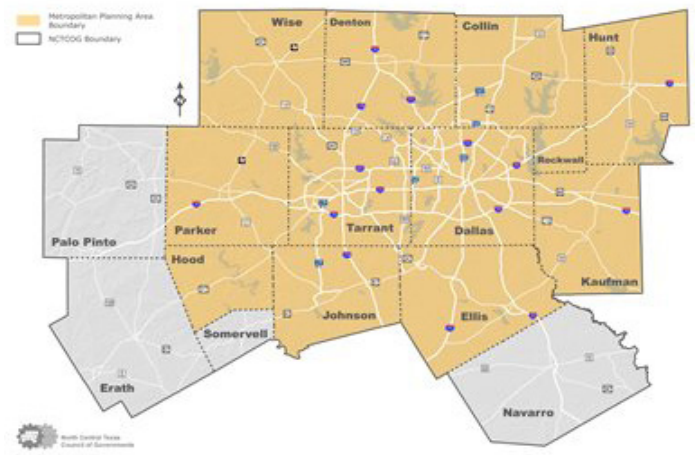 Metropolitan Planning Area
Boundary
NCTCOG Boundary
Wise
Denton
Collin
Hunt
N
Rockwall
Palo Pinto
Parker
Tarrant
Dallas
Hood
Kaufman
Johnson
Ellis
Somervell
Erath
Navarro
North Central Texas
Council of Governments